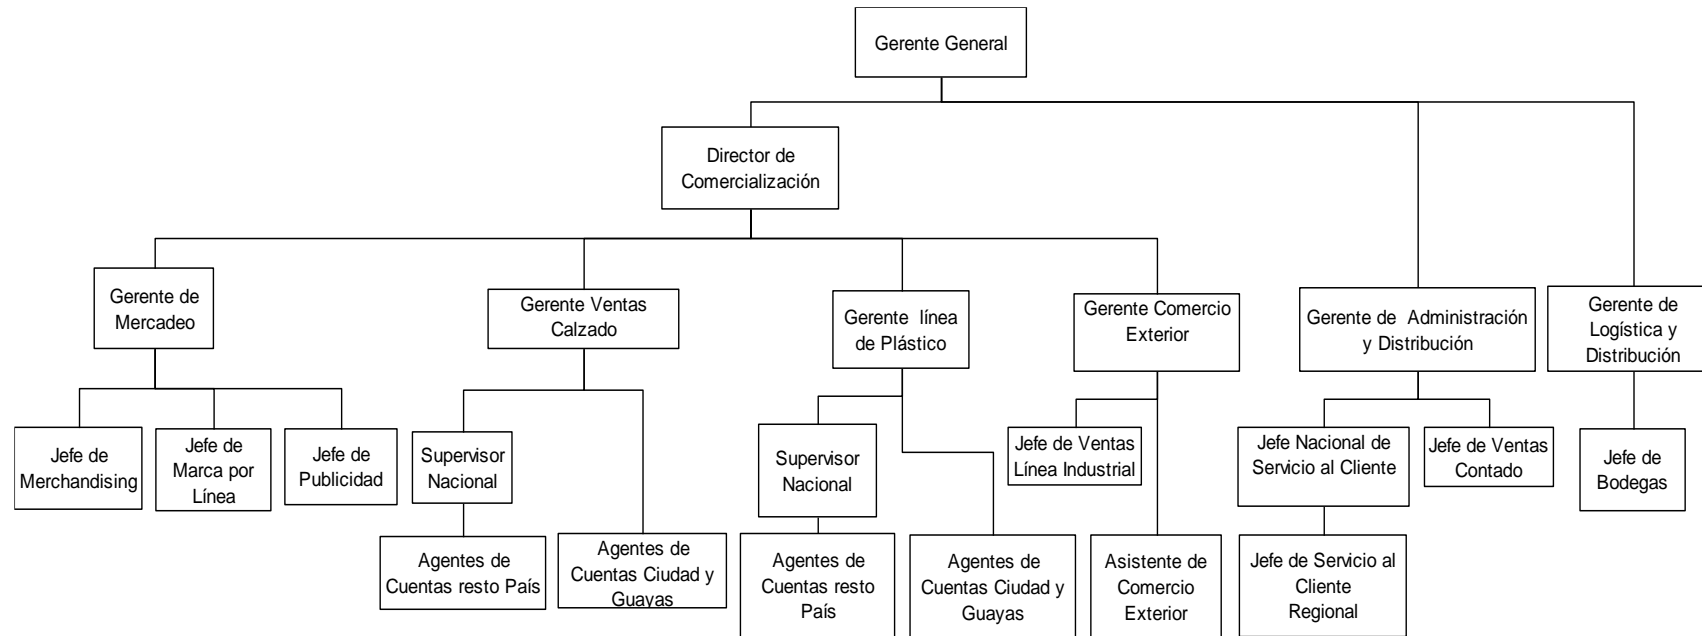 Gerente General
Director de
Comercialización
Gerente de
Mercadeo
Gerente Ventas
Calzado
Gerente línea
de Plástico
Gerente Comercio
Exterior
Gerente de Administración
y Distribución
Gerente de
Logística y
Distribución
Jefe de
Merchandising
Jefe de
Marca por
Línea
Jefe de
Publicidad
Supervisor
Nacional
Supervisor
Nacional
Jefe de Ventas
Línea Industrial
Jefe Nacional de
Servicio al Cliente
Jefe de Ventas
Contado
Jefe de
Bodegas
Agentes de
Cuentas resto País
Agentes de
Cuentas Ciudad y
Guayas
Agentes de
Cuentas resto
País
Agentes de
Cuentas Ciudad y
Guayas
Asistente de
Comercio
Exterior
Jefe de Servicio al
Cliente
Regional